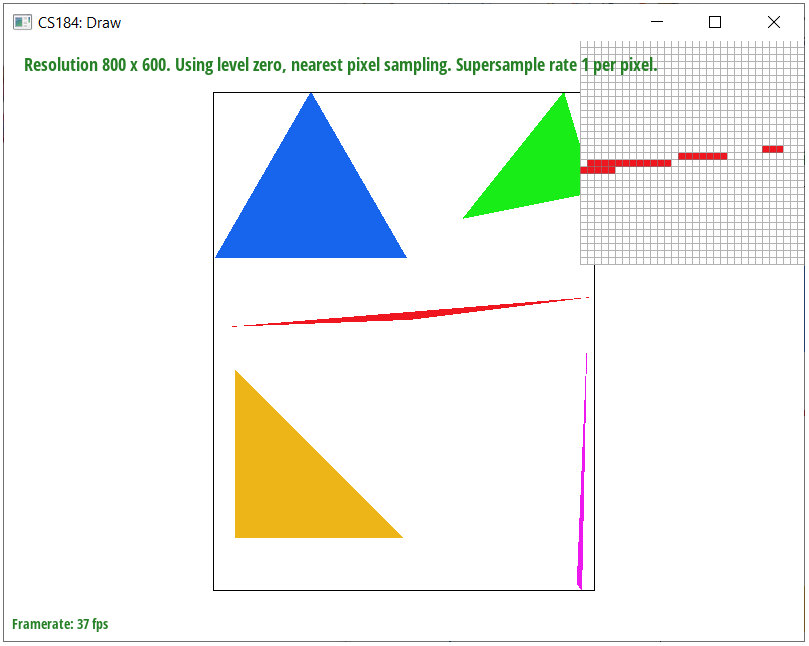 CS184: Draw
Resolution 800 x 600. Using level zero, nearest pixel sampling. Supersample rate 1 per pixel.
Framerate: 37 fps